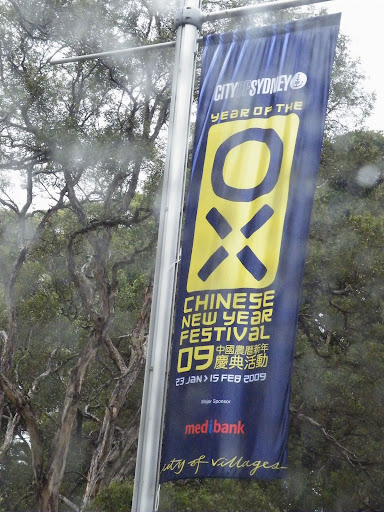 CITY OF SYDNEY
YEAR OF THE
OX
CHINESE
NEW YEAR
FESTIVAL
09 中國農曆新年
慶典活動
23 JAN > 15 FEB 2009
Major Sponsor
medibank
city of villages